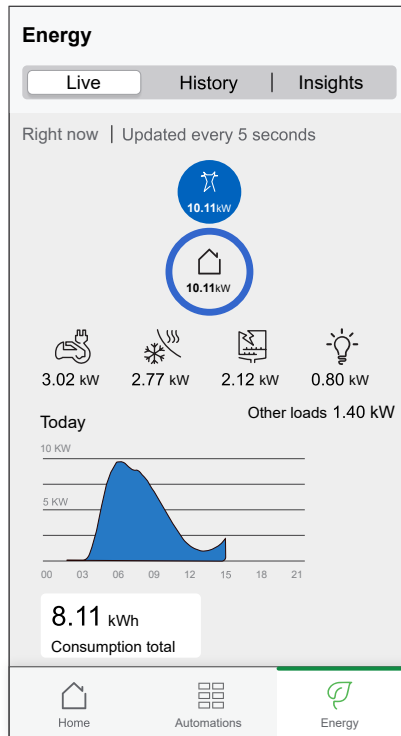 Energy
Live History | Insights
Right now | Updated every 5 seconds
10.11kW
10.11kW
3.02 kW 2.77 kW 2.12 kW 0.80 kW
Today Other loads 1.40 kW
10 KW
5 KW
00 03 06 09 12 15 18 21
8.11 kWh
Consumption total
Home Automations Energy